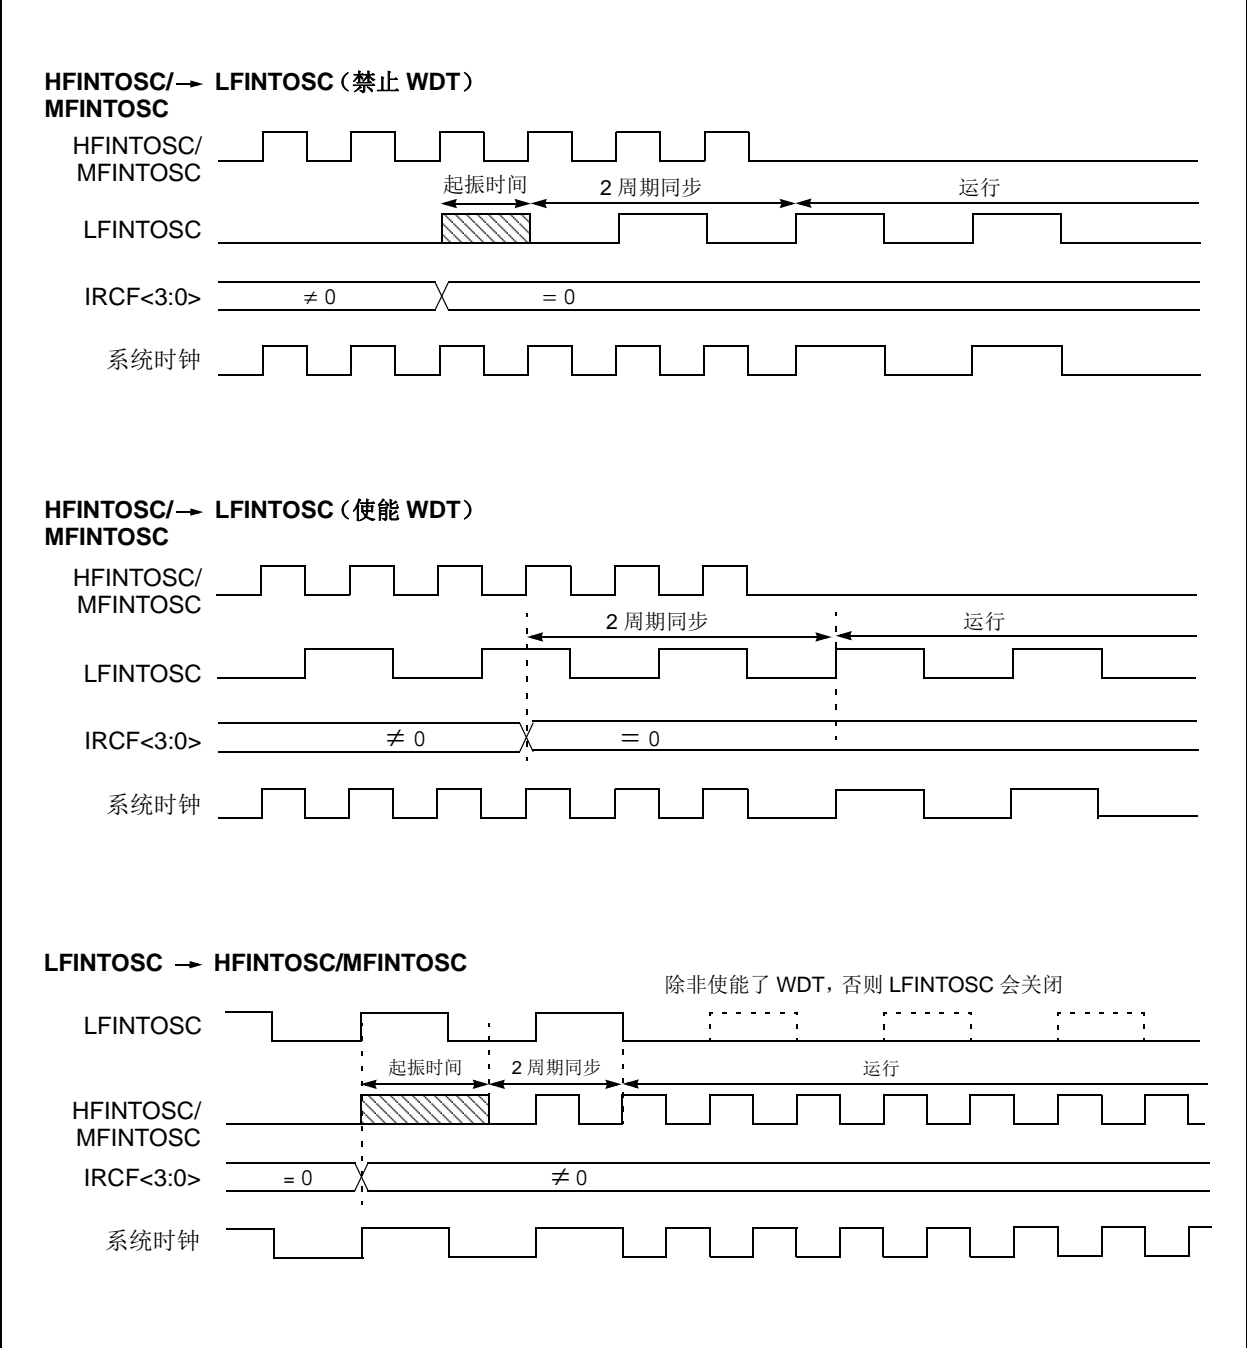 HFINTOSC/→ LFINTOSC（禁止 WDT）
MFINTOSC
HFINTOSC/
MFINTOSC
起振时间
2 周期同步
运行
LFINTOSC
IRCF<3:0>
≠ 0
= 0
系统时钟
HFINTOSC/→ LFINTOSC（使能 WDT）
MFINTOSC
HFINTOSC/
MFINTOSC
2 周期同步
运行
LFINTOSC
IRCF<3:0>
≠ 0
= 0
系统时钟
LFINTOSC → HFINTOSC/MFINTOSC
除非使能了 WDT，否则 LFINTOSC 会关闭
LFINTOSC
起振时间
2 周期同步
运行
HFINTOSC/
MFINTOSC
IRCF<3:0>
= 0
≠ 0
系统时钟